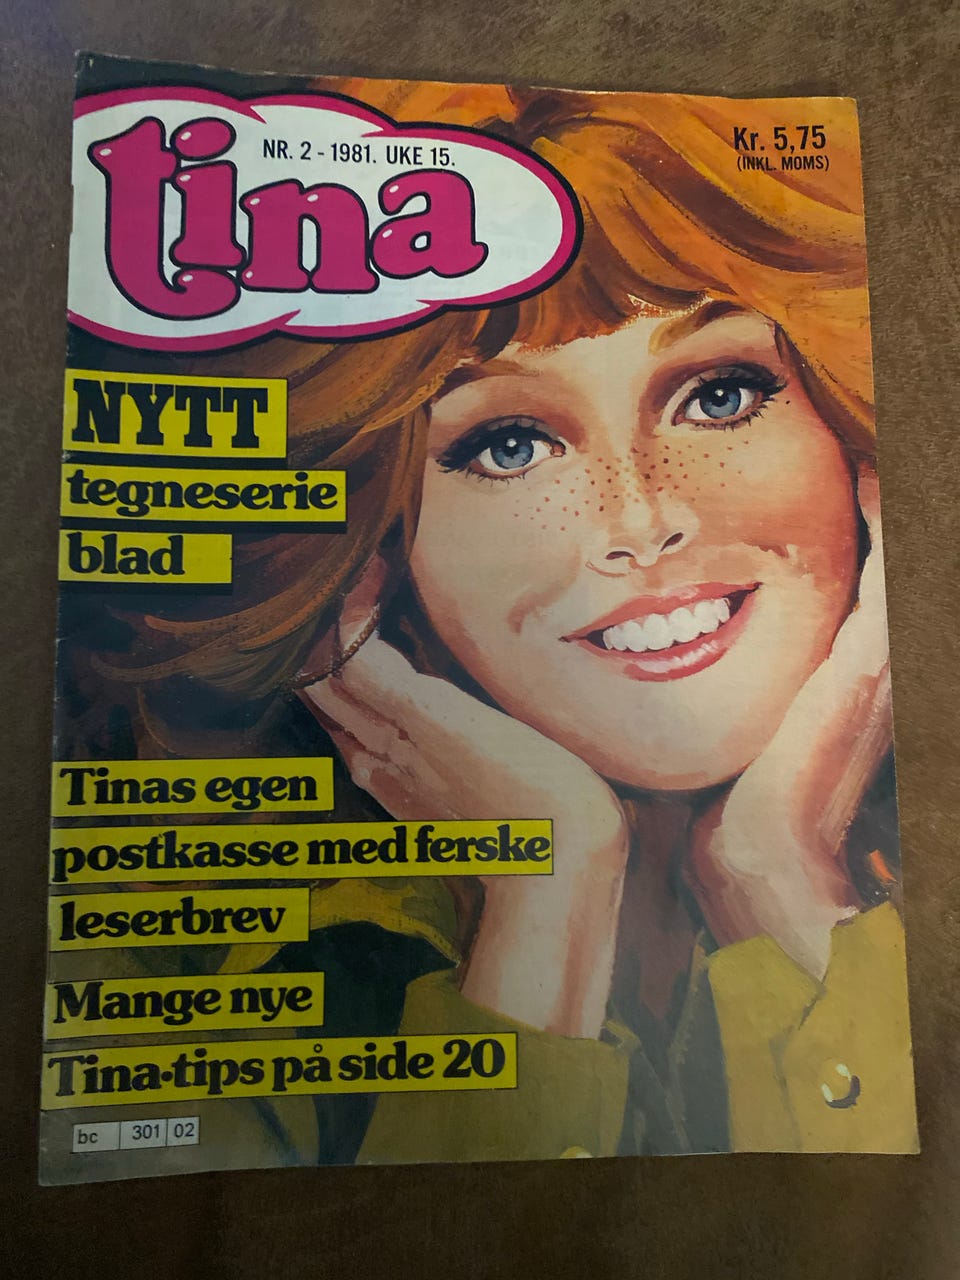 tina
NR. 2 - 1981. UKE 15.
Kr. 5,75
(INKL. MOMS)
NYTT
tegneserie
blad
Tinas egen
postkasse med ferske
leserbrev
Mange nye
Tina-tips på side 20
bc 301 02